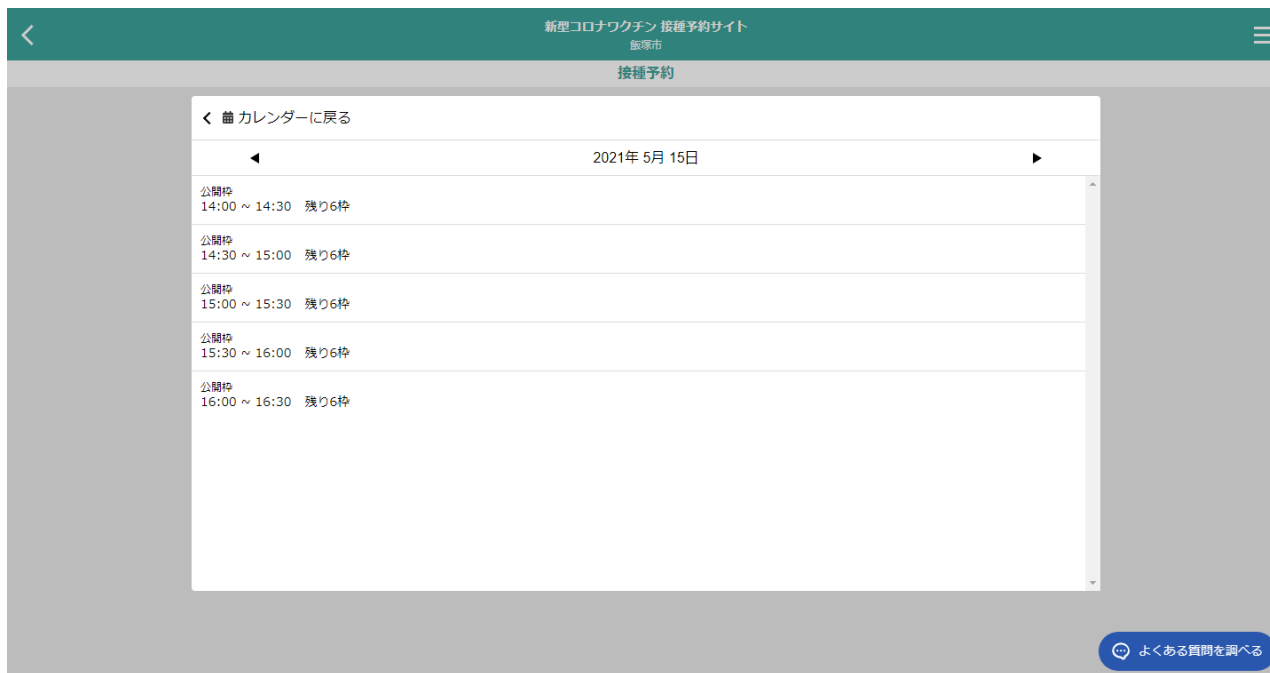 新型コロナワクチン 接種予約サイト
飯塚市
接種予約
カレンダーに戻る
2021年 5月 15日
公開枠
14:00 ~ 14:30 残り6枠
公開枠
14:30 ~ 15:00 残り6枠
公開枠
15:00 ~ 15:30 残り6枠
公開枠
15:30 ~ 16:00 残り6枠
公開枠
16:00 ~ 16:30 残り6枠
よくある質問を調べる